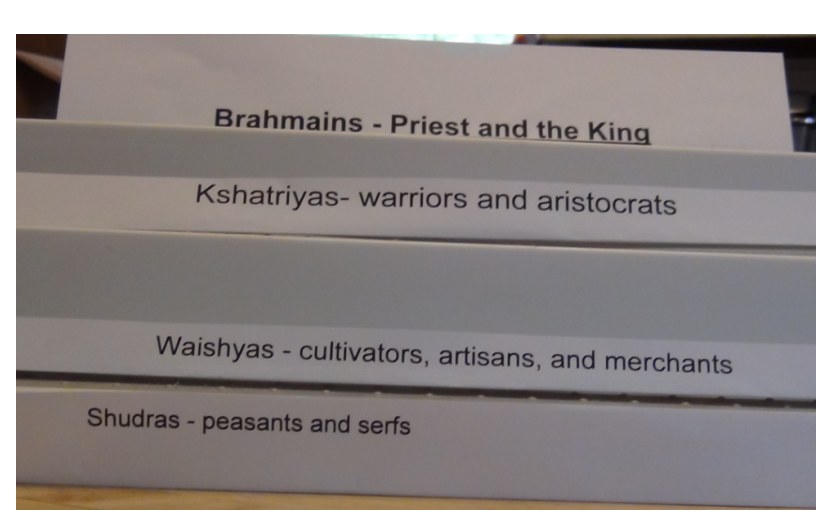 Brahmains - Priest and the King
Kshatriyas- warriors and aristocrats
Waishyas - cultivators, artisans, and merchants
Shudras - peasants and serfs